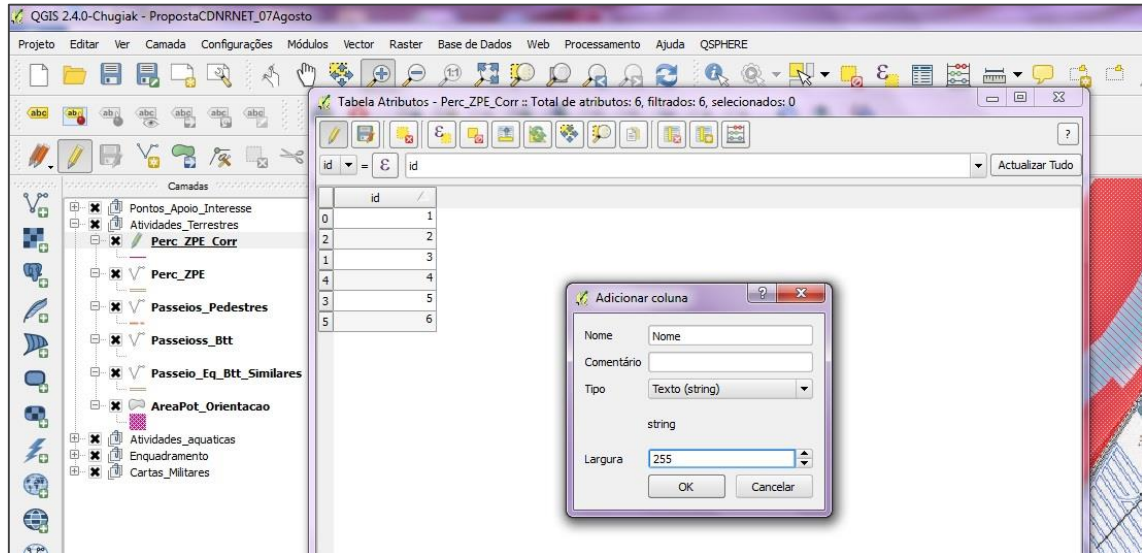 QGIS 2.4.0-Chugiak - PropostaCDNRNET_07Agosto
Projeto Editar Ver Camada Configurações Módulos Vector Raster Base de Dados Web Processamento Ajuda QSPHERE
Tabela Atributos - Perc_ZPE_Corr :: Total de atributos: 6, filtrados: 6, selecionados: 0
id = ε id Actualizar Tudo
Camadas
Pontos_Apoio_Interesse
Atividades_Terrestres
Perc_ZPE_Corr
Perc_ZPE
Passeios_Pedestres
Passeioss_Btt
Passeio_Eq_Btt_Similares
AreaPot_Orientacao
Atividades_aquaticas
Enquadramento
Cartas_Militares
id
0 1
2 2
1 3
4 4
3 5
5 6
Adicionar coluna
Nome Nome
Comentário
Tipo Texto (string)
string
Largura 255
OK Cancelar